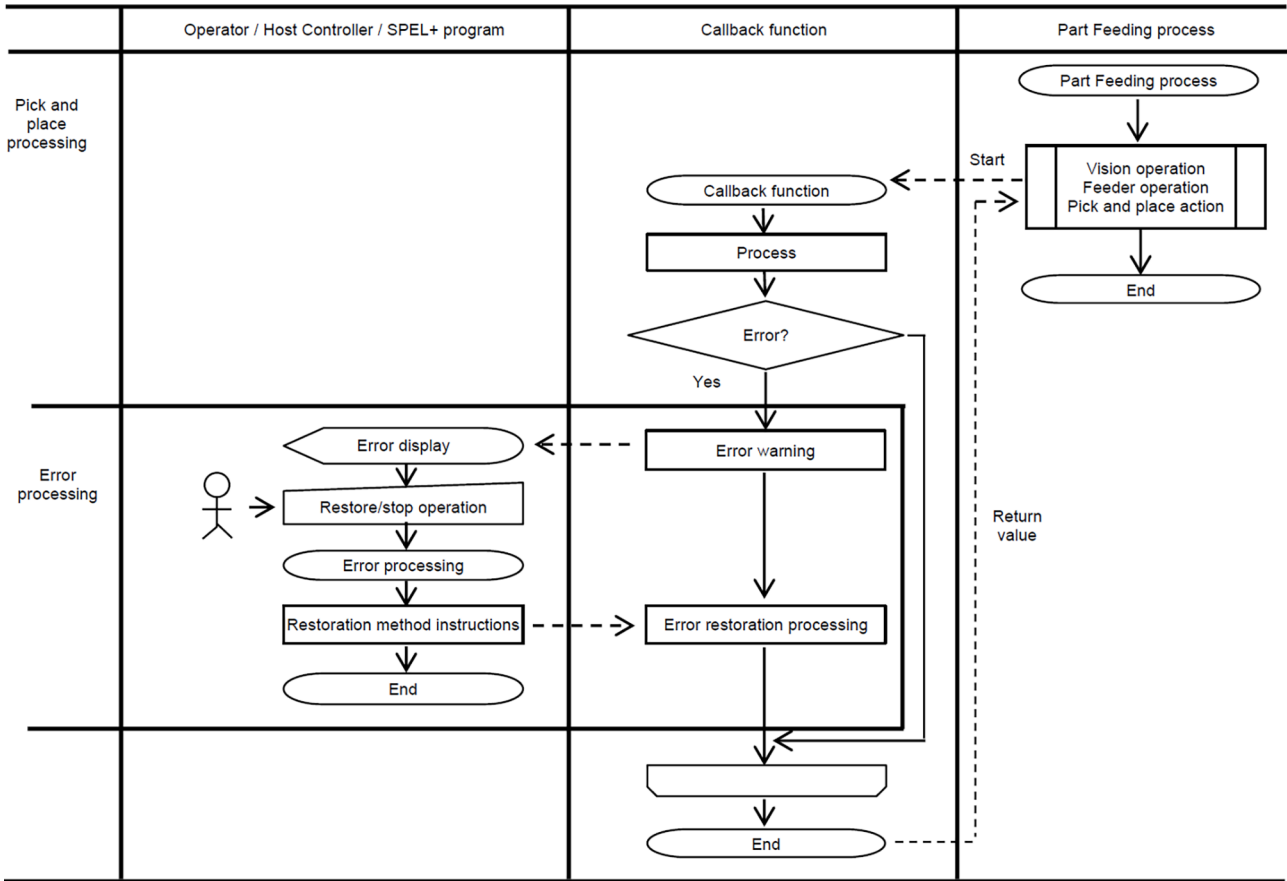 Operator / Host Controller / SPEL+ program
Callback function
Part Feeding process
Pick and
place
processing
Part Feeding process
Start
Vision operation
Feeder operation
Pick and place action
Callback function
Process
End
Error?
Yes
Error
processing
Error display
Error warning
Restore/stop operation
Return
value
Error processing
Restoration method instructions
Error restoration processing
End
End